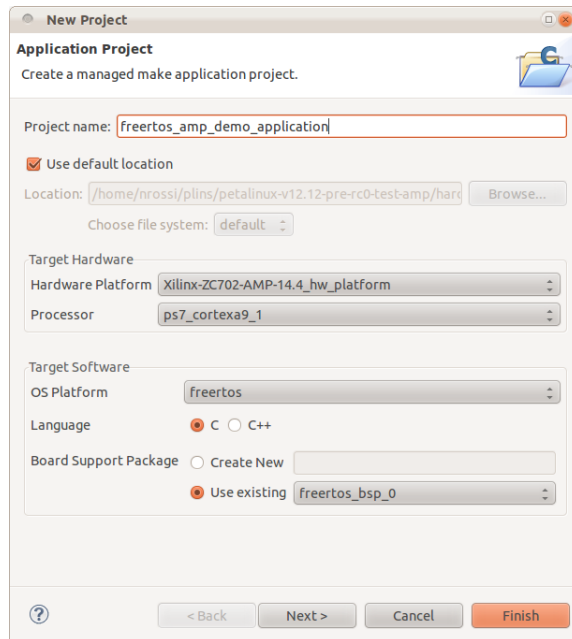 New Project
Application Project
Create a managed make application project.
C
Project name: freertos_amp_demo_application
Use default location
Location: /home/nrossi/plins/petalinux-v12.12-pre-rc0-test-amp/hard Browse...
Choose file system: default
Target Hardware
Hardware Platform Xilinx-ZC702-AMP-14.4_hw_platform
Processor ps7_cortexa9_1
Target Software
OS Platform freertos
Language C C++
Board Support Package Create New
Use existing freertos_bsp_0
? < Back Next > Cancel Finish